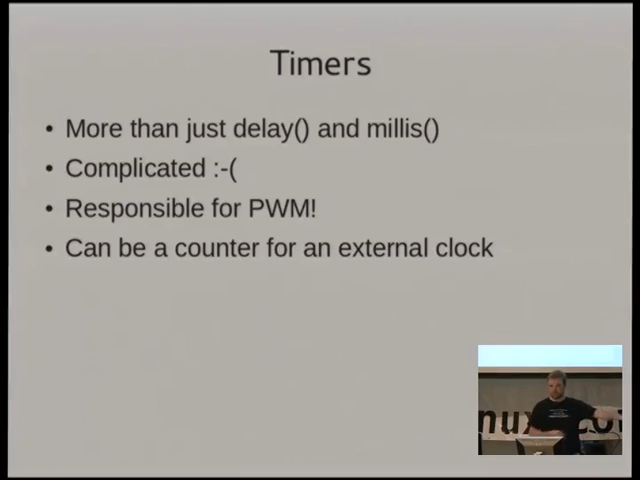 Timers
• More than just delay() and millis()
• Complicated :-(
• Responsible for PWM!
• Can be a counter for an external clock